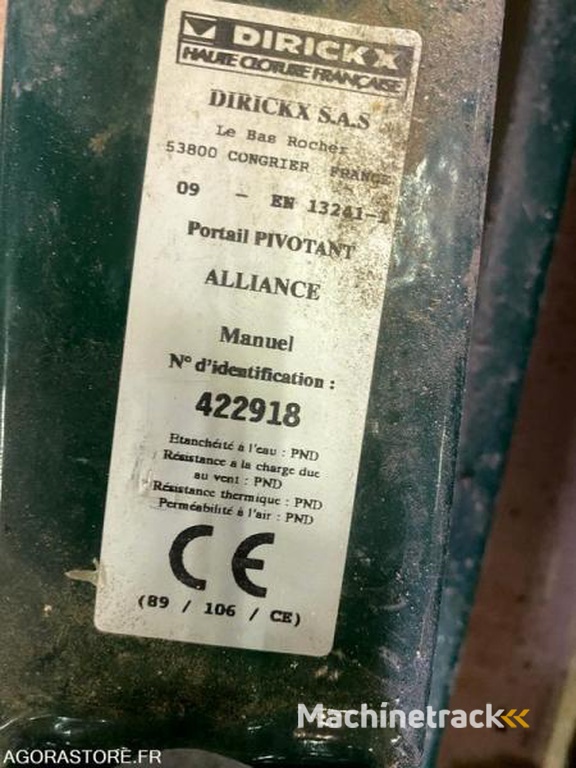 DIRICKX
HAUTE CLOTURE FRANÇAISE
DIRICKX S.A.S
Le Bas Rocher
53800 CONGRIER FRANCE
09 - EN 13241-1
Portail PIVOTANT
ALLIANCE
Manuel
N° d'identification :
422918
Etanchéité à l'eau : PND
Résistance a la charge due
au vent : PND
Résistance thermique : PND
Perméabilité à l'air : PND
CE
(89 / 106 / CE)
Machinetrack
AGORASTORE.FR